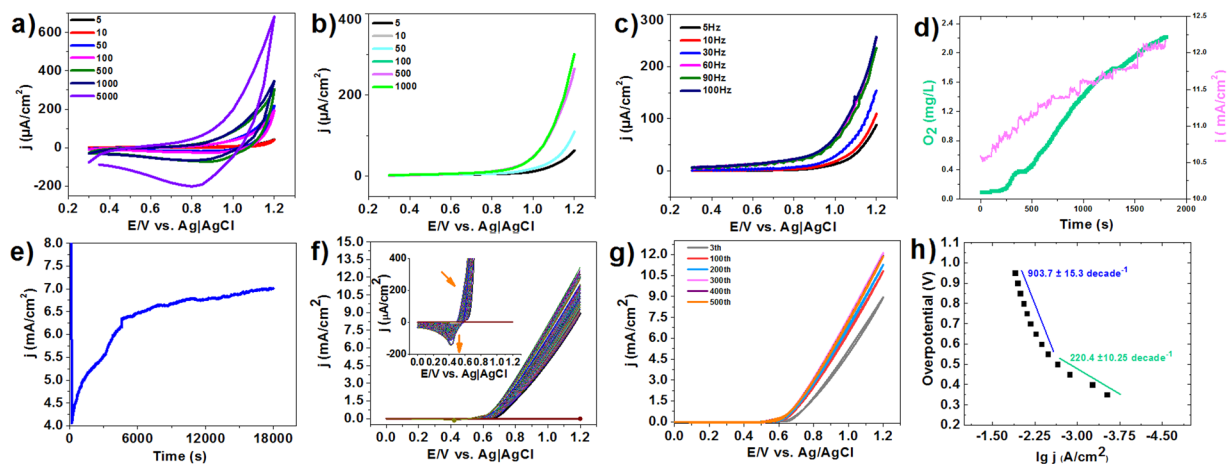 a)
5
10
50
100
500
1000
5000
j (µA/cm²)
600
400
200
0
-200
0.2 0.4 0.6 0.8 1.0 1.2
E/V vs. Ag|AgCl
b)
5
10
50
100
500
1000
j (µA/cm²)
400
200
0
0.2 0.4 0.6 0.8 1.0 1.2
E/V vs. Ag|AgCl
c)
5Hz
10Hz
30Hz
60Hz
90Hz
100Hz
j (µA/cm²)
300
250
200
150
100
50
0
0.2 0.4 0.6 0.8 1.0 1.2
E/V vs. Ag|AgCl
d)
O₂ (mg/L)
2.4
1.8
1.2
0.6
0.0
0 500 1000 1500 2000
Time (s)
12.5
12.0
11.5
11.0
10.5
10.0
j ( mA/cm²)
e)
j (mA/cm²)
8.0
7.5
7.0
6.5
6.0
5.5
5.0
4.5
4.0
0 6000 12000 18000
Time (s)
f)
j (mA/cm²)
15.0
13.5
12.0
10.5
9.0
7.5
6.0
4.5
3.0
1.5
0.0
0.0 0.2 0.4 0.6 0.8 1.0 1.2
E/V vs. Ag|AgCl
j (µA/cm²)
400
200
0
-200
0.0 0.2 0.4 0.6 0.8 1.0 1.2
E/V vs. Ag|AgCl
g)
3th
100th
200th
300th
400th
500th
j (mA/cm²)
12.0
10.5
9.0
7.5
6.0
4.5
3.0
1.5
0.0
0.0 0.2 0.4 0.6 0.8 1.0 1.2
E/V vs. Ag/AgCl
h)
Overpotential (V)
1.2
1.1
1.0
0.9
0.8
0.7
0.6
0.5
0.4
0.3
0.2
903.7 ± 15.3 decade⁻¹
220.4 ±10.25 decade⁻¹
-1.50 -2.25 -3.00 -3.75 -4.50
lg j (A/cm²)